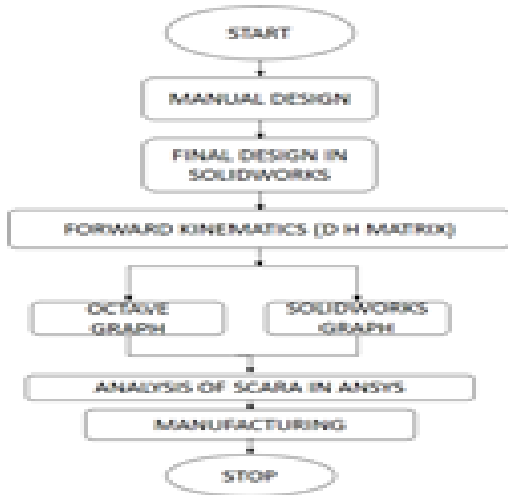 START
MANUAL DESIGN
FINAL DESIGN IN
SOLIDWORKS
FORWARD KINEMATICS (D H MATRIX)
OCTAVE
GRAPH
SOLIDWORKS
GRAPH
ANALYSIS OF SCARA IN ANSYS
MANUFACTURING
STOP